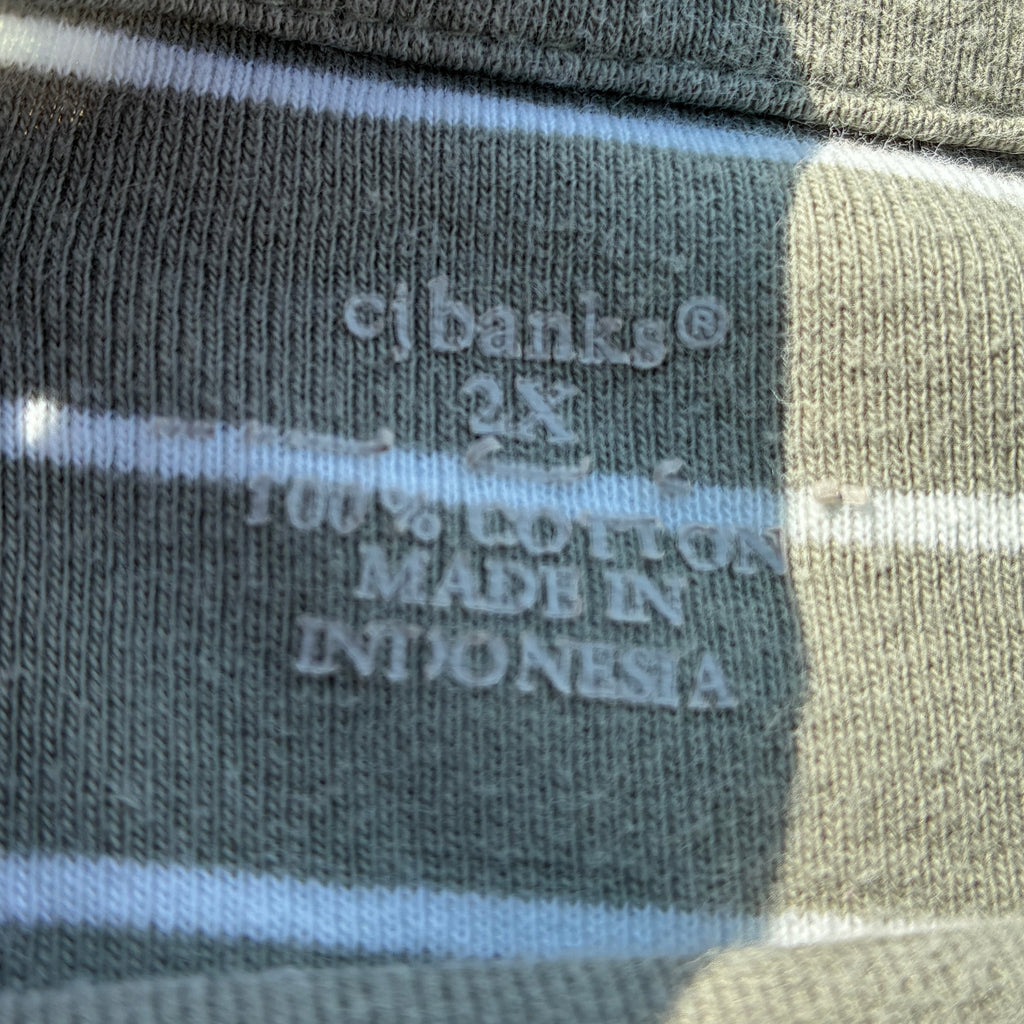 cj banks®
2X
100% COTTON
MADE IN
INDONESIA